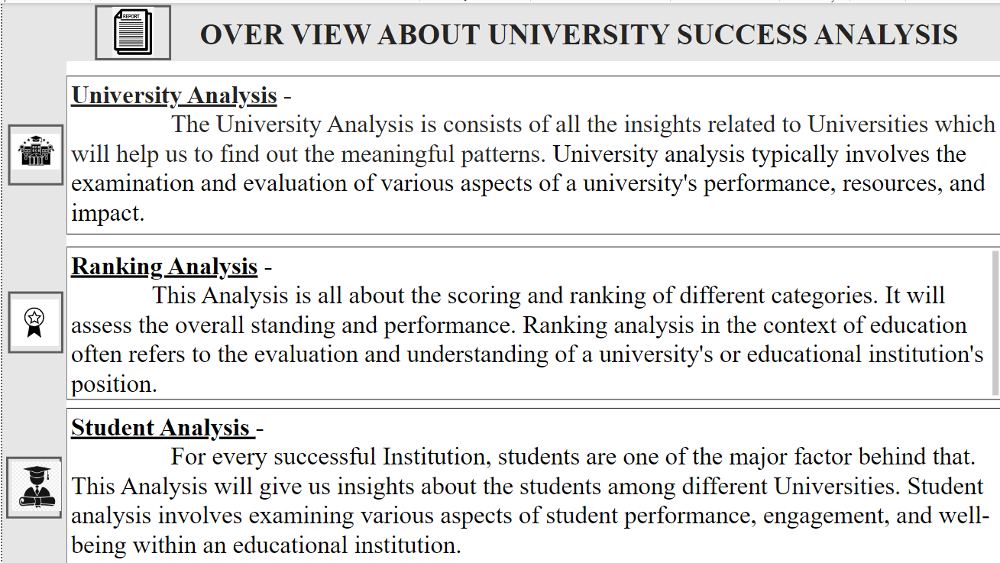 REPORT
OVER VIEW ABOUT UNIVERSITY SUCCESS ANALYSIS
University Analysis -
The University Analysis is consists of all the insights related to Universities which
will help us to find out the meaningful patterns. University analysis typically involves the
examination and evaluation of various aspects of a university's performance, resources, and
impact.
Ranking Analysis -
This Analysis is all about the scoring and ranking of different categories. It will
assess the overall standing and performance. Ranking analysis in the context of education
often refers to the evaluation and understanding of a university's or educational institution's
position.
Student Analysis -
For every successful Institution, students are one of the major factor behind that.
This Analysis will give us insights about the students among different Universities. Student
analysis involves examining various aspects of student performance, engagement, and well-
being within an educational institution.